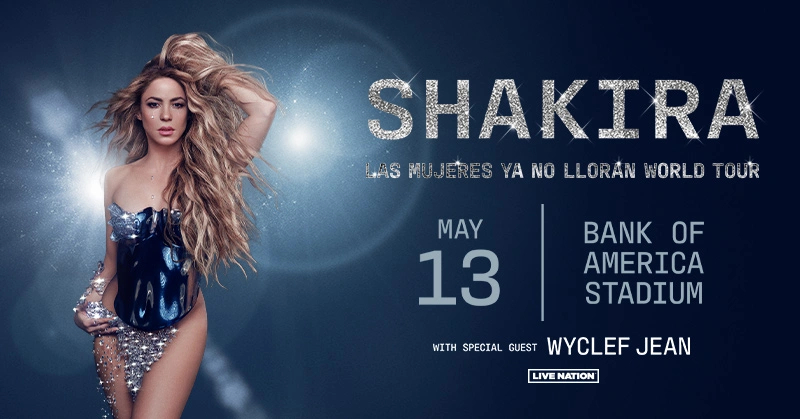 SHAKIRA
LAS MUJERES YA NO LLORAN WORLD TOUR
MAY
13
BANK OF
AMERICA
STADIUM
WITH SPECIAL GUEST WYCLEF JEAN
LIVE NATION